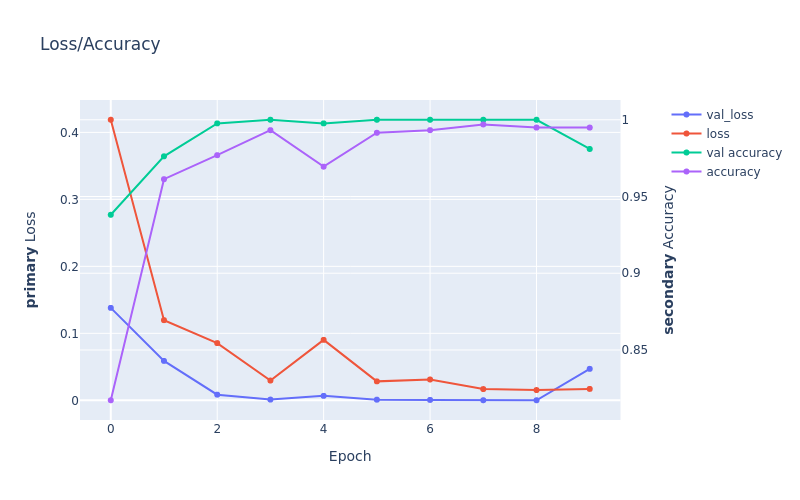 Loss/Accuracy
val_loss
loss
val accuracy
accuracy
0.4
0.3
0.2
0.1
0
primary Loss
1
0.95
0.9
0.85
secondary Accuracy
0 2 4 6 8
Epoch